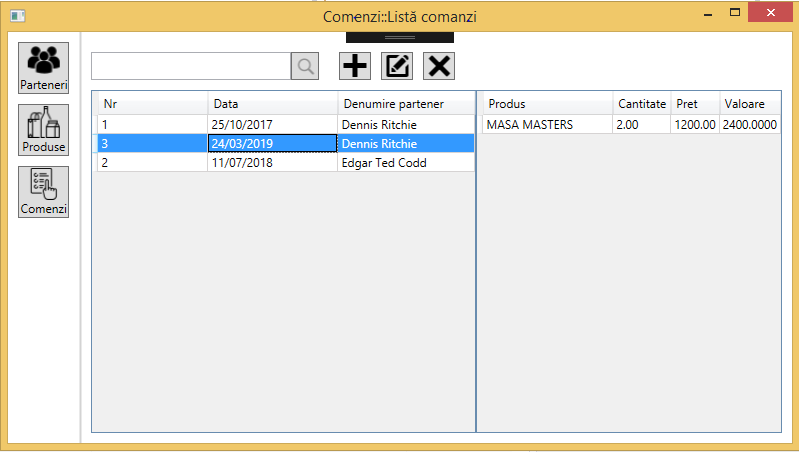 Comenzi::Listă comanzi
Parteneri
Produse
Comenzi
Nr Data Denumire partener
1 25/10/2017 Dennis Ritchie
3 24/03/2019 Dennis Ritchie
2 11/07/2018 Edgar Ted Codd
Produs Cantitate Pret Valoare
MASA MASTERS 2.00 1200.00 2400.0000